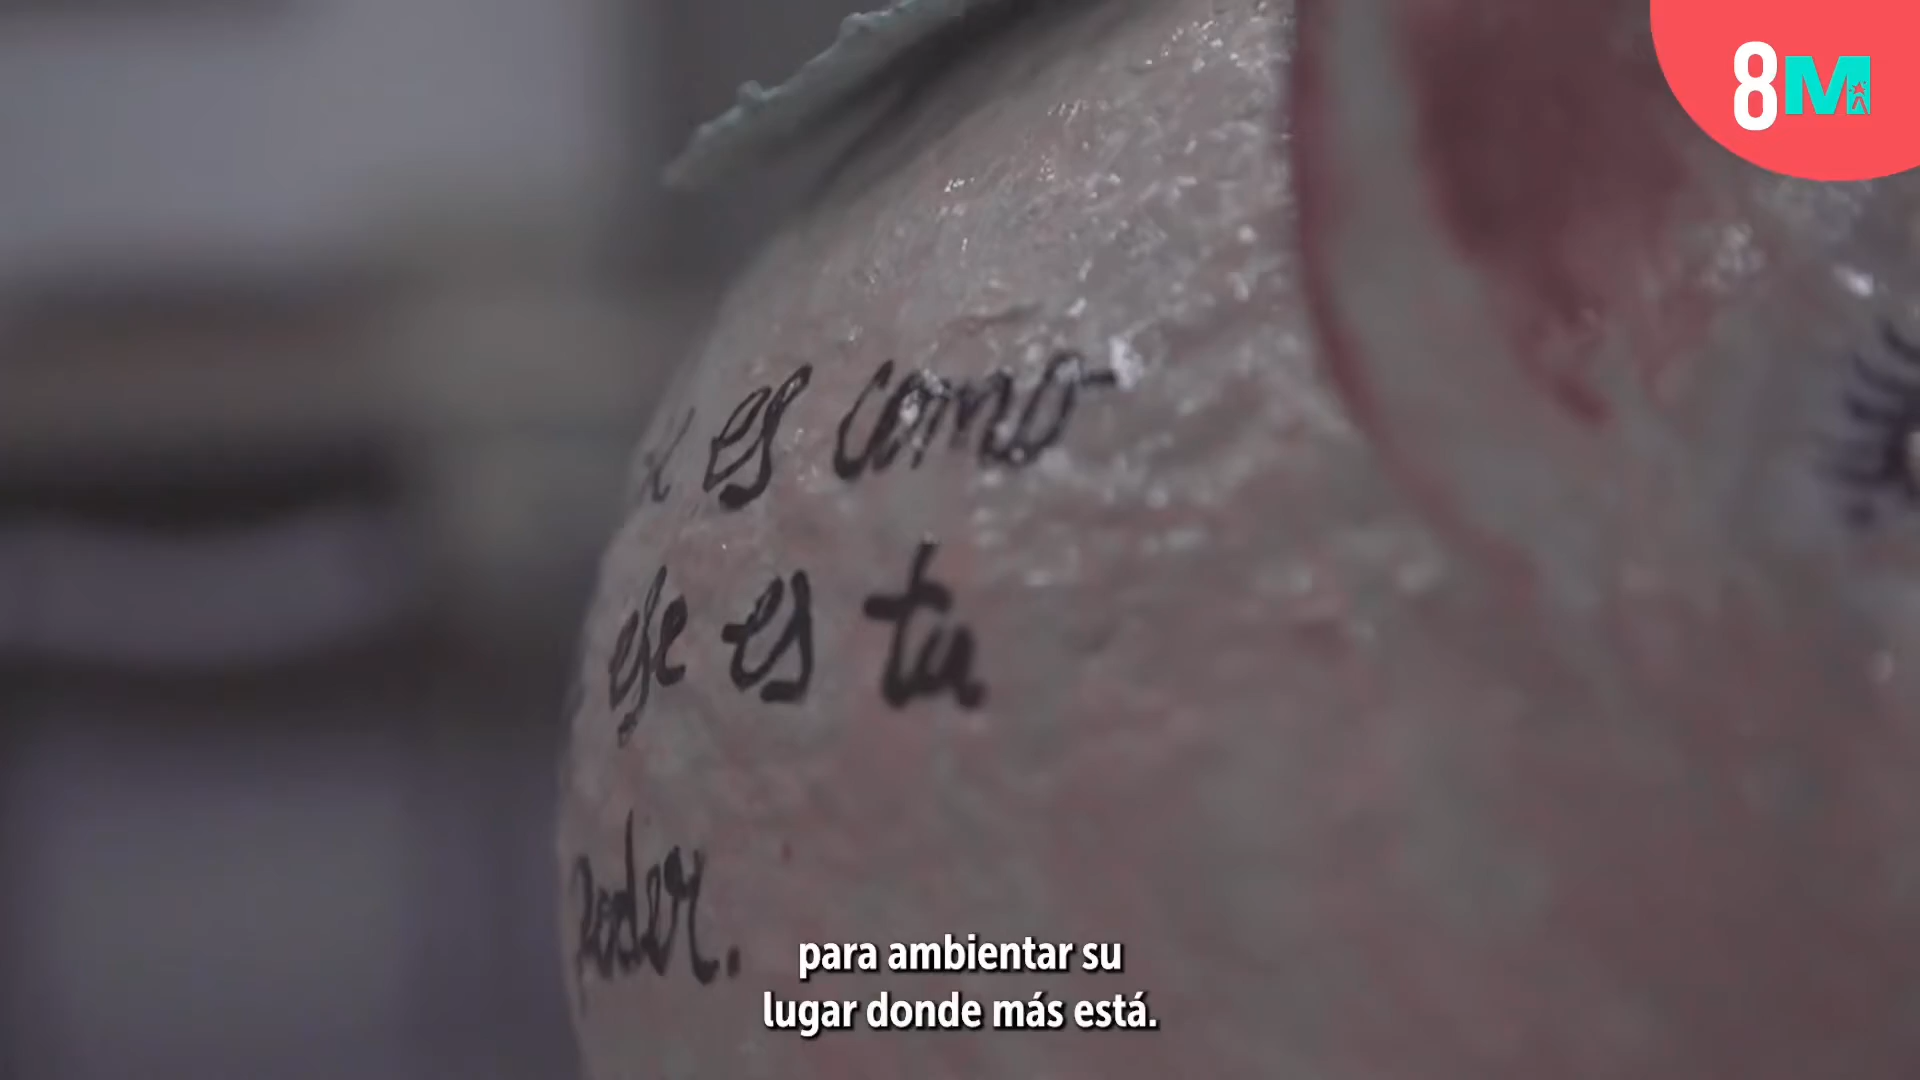 8M
es como
ese es tu
poder.
para ambientar su
lugar donde más está.